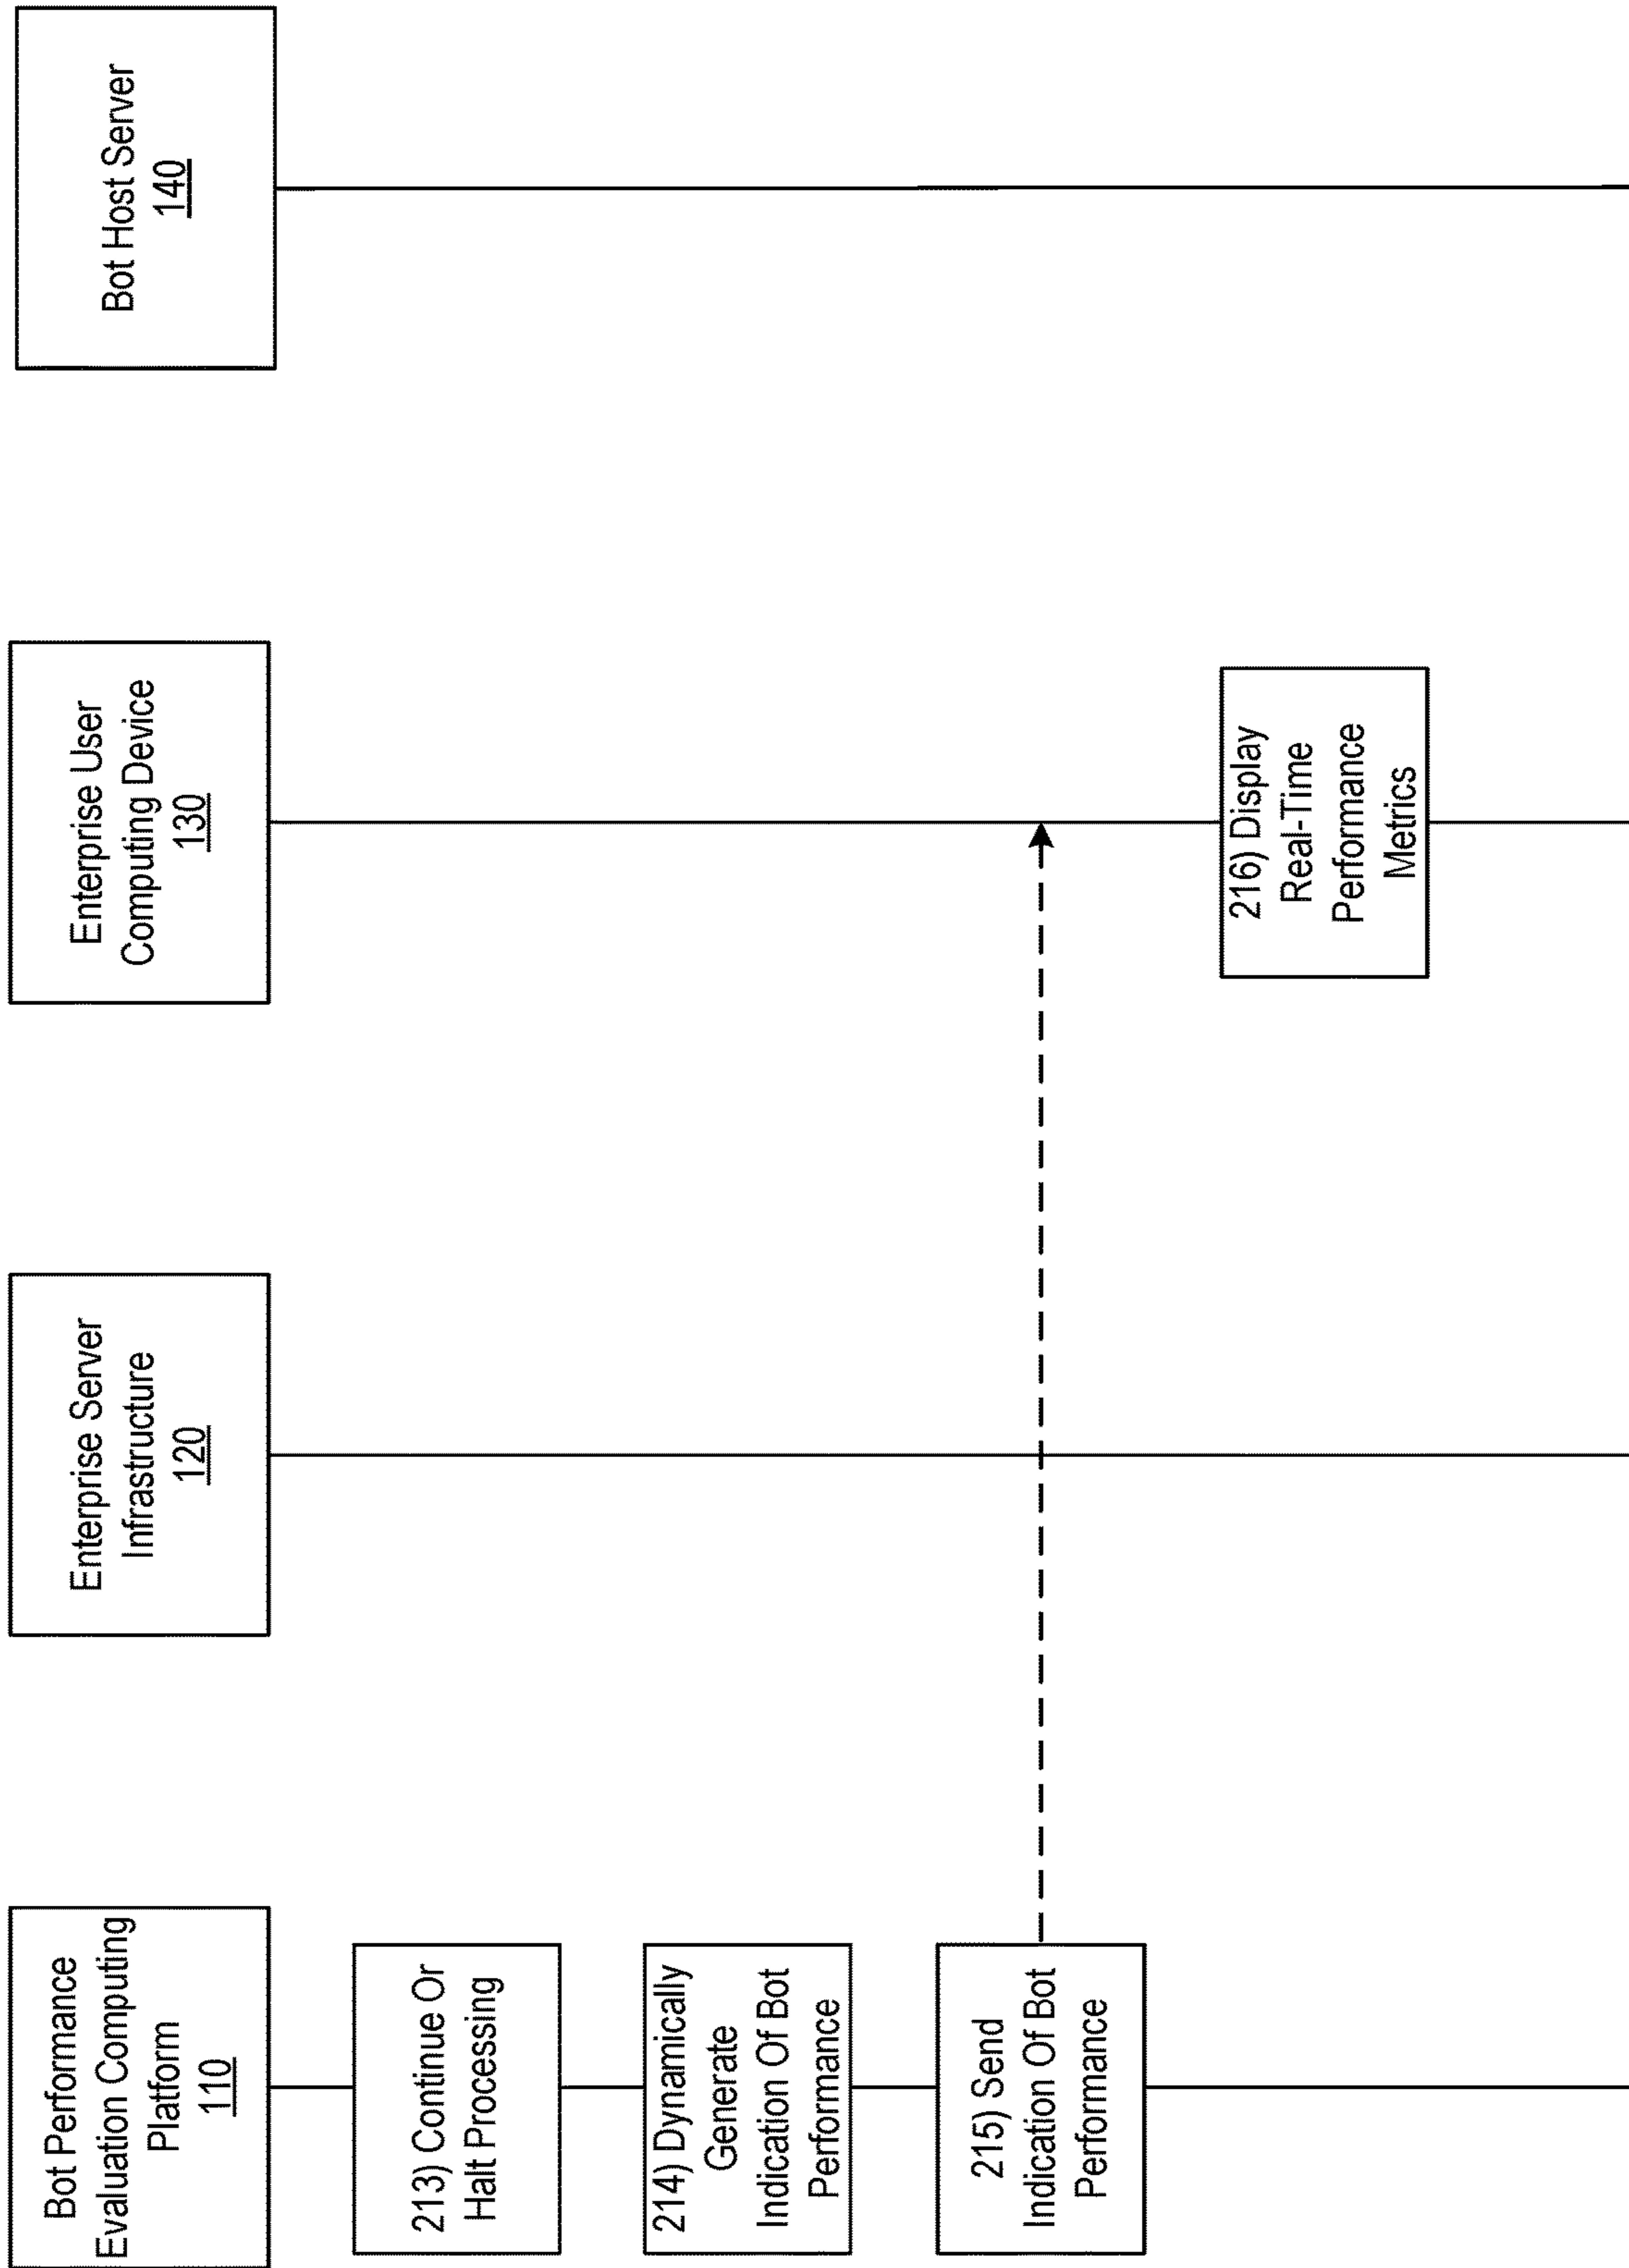 Bot Performance
Evaluation Computing
Platform
110
Enterprise Server
Infrastructure
120
Enterprise User
Computing Device
130
Bot Host Server
140
213) Continue Or
Halt Processing
214) Dynamically
Generate
Indication Of Bot
Performance
215) Send
Indication Of Bot
Performance
216) Display
Real-Time
Performance
Metrics